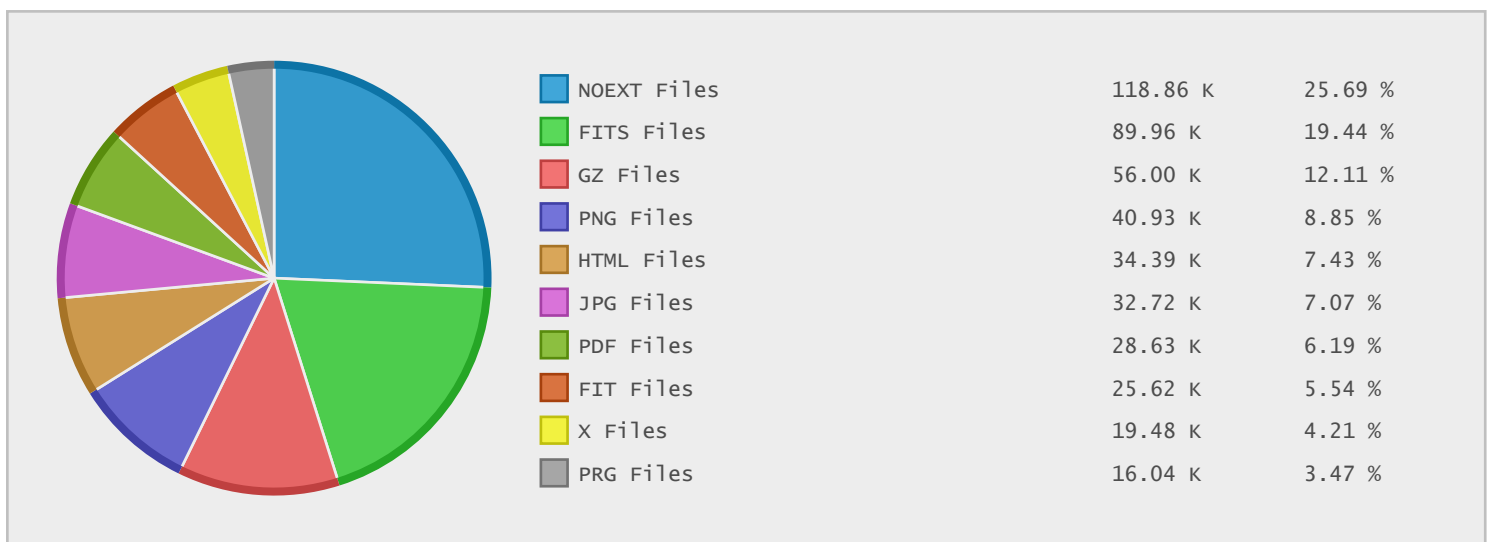 NOEXT Files 118.86 K 25.69 %
FITS Files 89.96 K 19.44 %
GZ Files 56.00 K 12.11 %
PNG Files 40.93 K 8.85 %
HTML Files 34.39 K 7.43 %
JPG Files 32.72 K 7.07 %
PDF Files 28.63 K 6.19 %
FIT Files 25.62 K 5.54 %
X Files 19.48 K 4.21 %
PRG Files 16.04 K 3.47 %